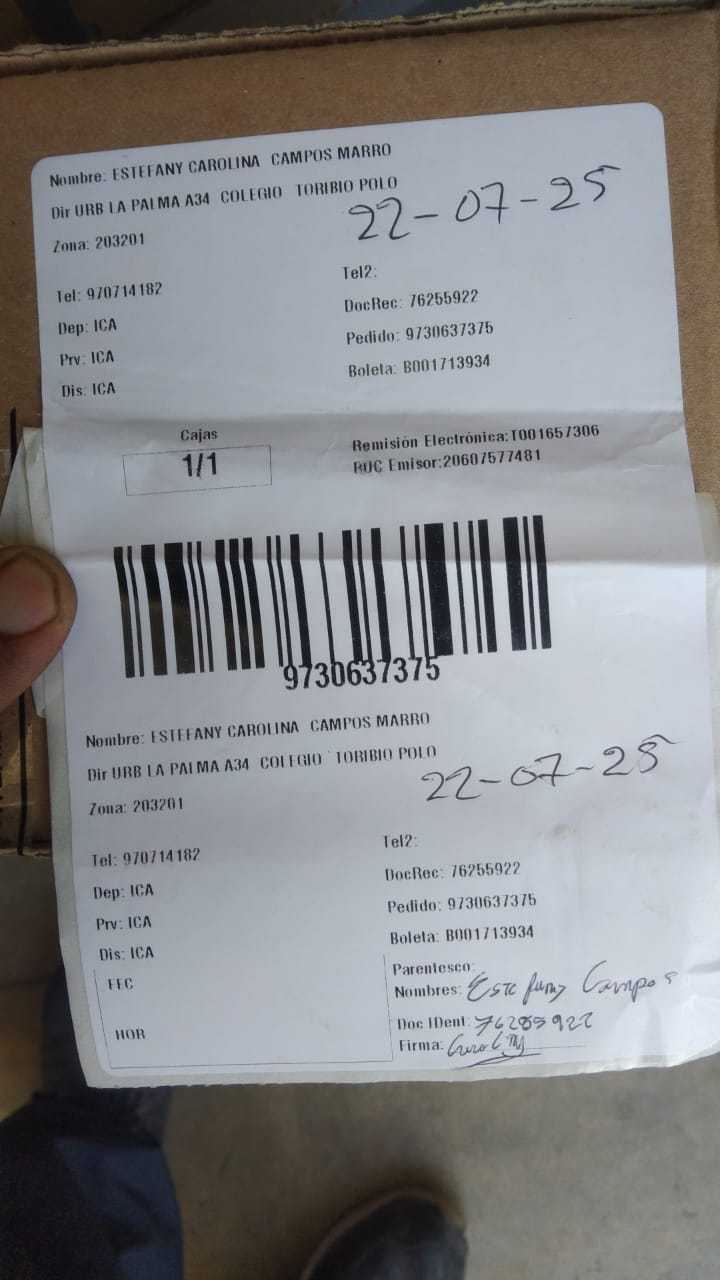 Nombre: ESTEFANY CAROLINA CAMPOS MARRO
Dir URB LA PALMA A34 COLEGIO TORIBIO POLO
22-07-25
Zona: 203201
Tel2:
Tel: 970714182
DocRec: 76255922
Dep: ICA
Pedido: 9730637375
Prv: ICA
Boleta: B001713934
Dis: ICA
Cajas
1/1
Remisión Electrónica:T001657306
RUC Emisor:20607577481
9730637375
Nombre: ESTEFANY CAROLINA CAMPOS MARRO
Dir URB LA PALMA A34 COLEGIO TORIBIO POLO
22-07-25
Zona: 203201
Tel2:
Tel: 970714182
DocRec: 76255922
Dep: ICA
Pedido: 9730637375
Prv: ICA
Boleta: B001713934
Dis: ICA
Parentesco:
FEC
Nombres: Estefany Campos
Doc IDent: 76255922
HOR
Firma: